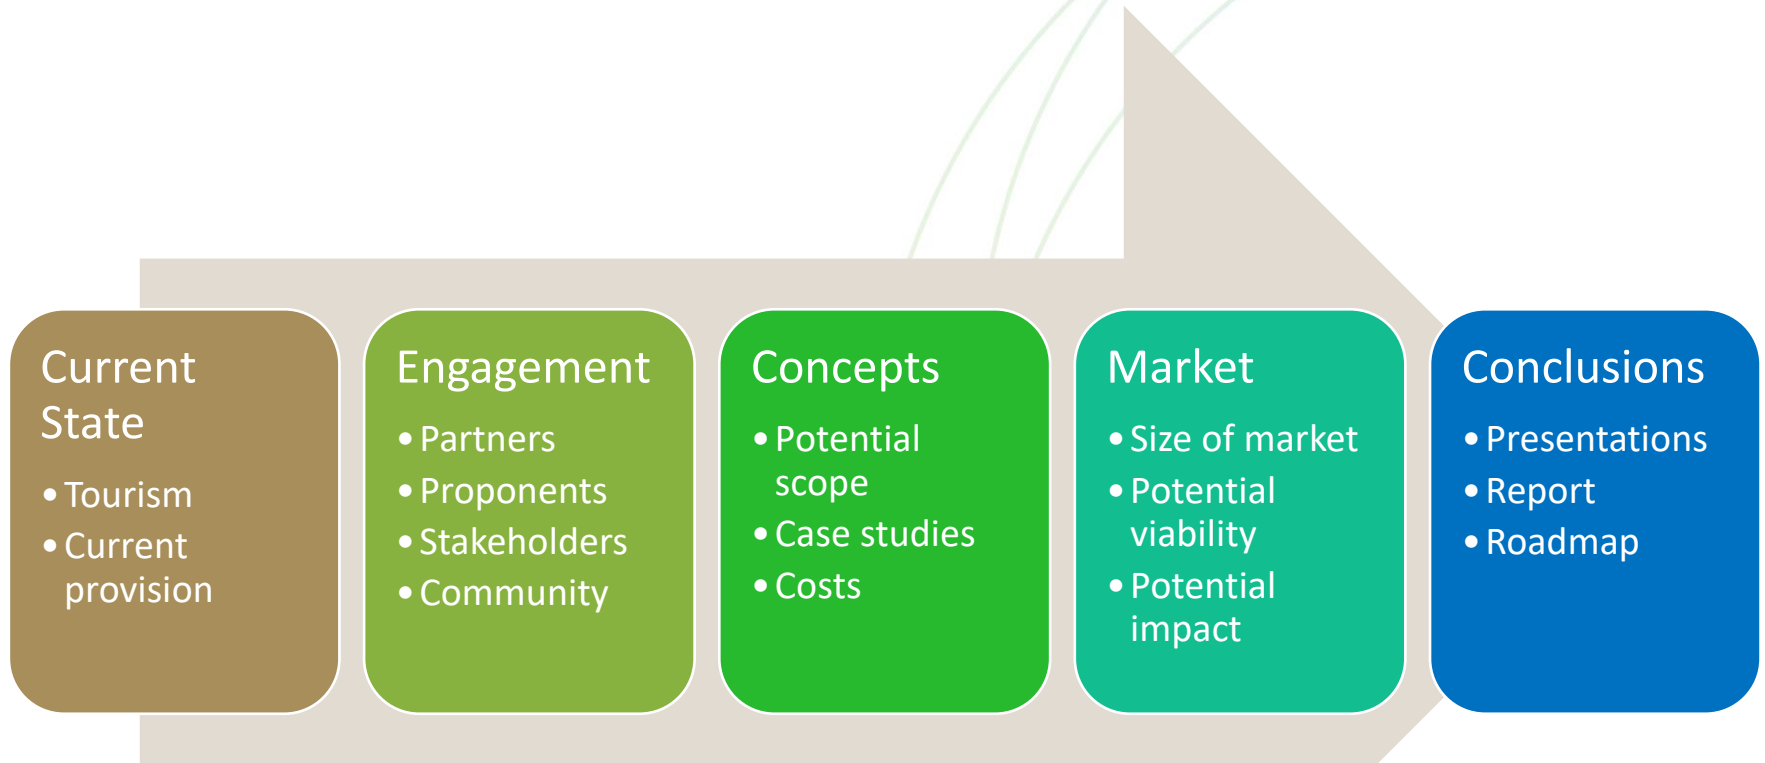 Current
State
• Tourism
• Current
provision
Engagement
• Partners
• Proponents
• Stakeholders
• Community
Concepts
• Potential
scope
• Case studies
• Costs
Market
• Size of market
• Potential
viability
• Potential
impact
Conclusions
• Presentations
• Report
• Roadmap